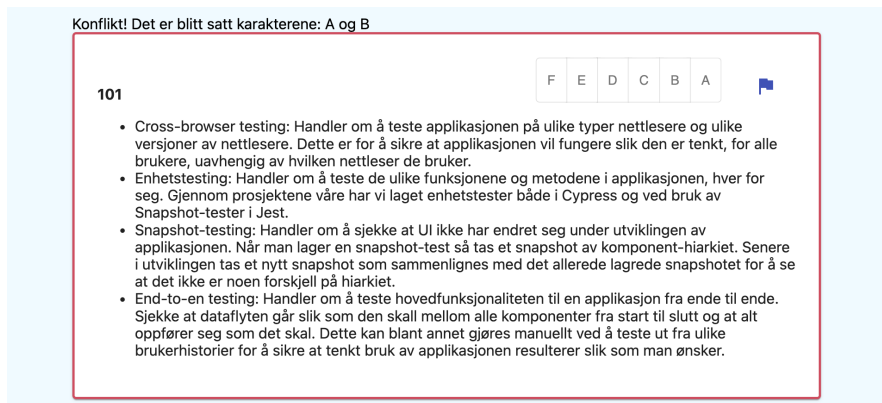 Konflikt! Det er blitt satt karakterene: A og B
F E D C B A
101
• Cross-browser testing: Handler om å teste applikasjonen på ulike typer nettlesere og ulike
versjoner av nettlesere. Dette er for å sikre at applikasjonen vil fungere slik den er tenkt, for alle
brukere, uavhengig av hvilken nettleser de bruker.
• Enhetstesting: Handler om å teste de ulike funksjonene og metodene i applikasjonen, hver for
seg. Gjennom prosjektene våre har vi laget enhetstester både i Cypress og ved bruk av
Snapshot-tester i Jest.
• Snapshot-testing: Handler om å sjekke at UI ikke har endret seg under utviklingen av
applikasjonen. Når man lager en snapshot-test så tas et snapshot av komponent-hiarkiet. Senere
i utviklingen tas et nytt snapshot som sammenlignes med det allerede lagrede snapshotet for å se
at det ikke er noen forskjell på hiarkiet.
• End-to-en testing: Handler om å teste hovedfunksjonaliteten til en applikasjon fra ende til ende.
Sjekke at dataflyten går slik som den skall mellom alle komponenter fra start til slutt og at alt
oppfører seg som det skal. Dette kan blant annet gjøres manuellt ved å teste ut fra ulike
brukerhistorier for å sikre at tenkt bruk av applikasjonen resulterer slik som man ønsker.